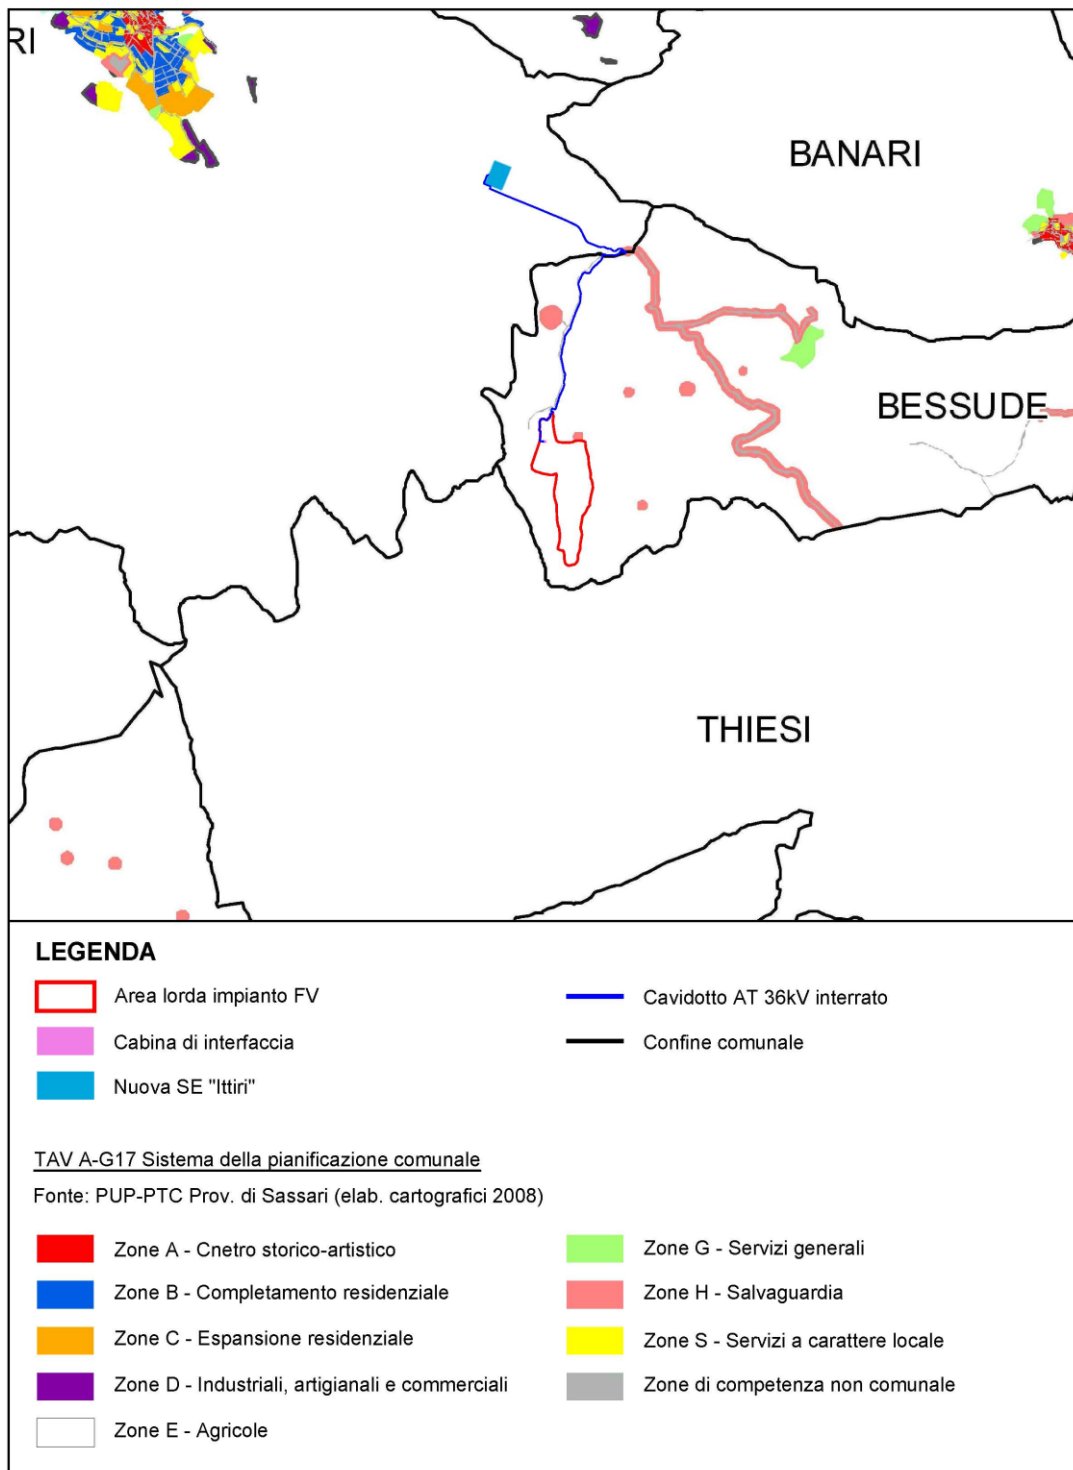 RI
BANARI
BESSUDE
THIESI
LEGENDA
Area lorda impianto FV
Cavidotto AT 36kV interrato
Cabina di interfaccia
Confine comunale
Nuova SE "Ittiri"
TAV A-G17 Sistema della pianificazione comunale
Fonte: PUP-PTC Prov. di Sassari (elab. cartografici 2008)
Zone A - Cnetro storico-artistico
Zone G - Servizi generali
Zone B - Completamento residenziale
Zone H - Salvaguardia
Zone C - Espansione residenziale
Zone S - Servizi a carattere locale
Zone D - Industriali, artigianali e commerciali
Zone di competenza non comunale
Zone E - Agricole